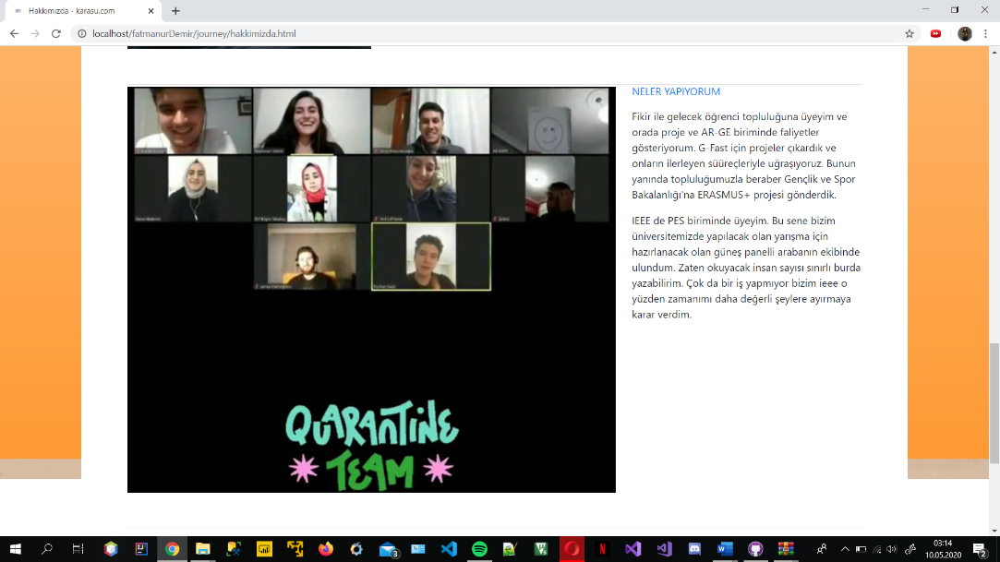 Hakkımızda - karasu.com
localhost/fatmanurDemir/journey/hakkimizda.html
NELER YAPIYORUM
Fikir ile gelecek öğrenci topluluğuna üyeyim ve
orada proje ve AR-GE biriminde faliyetler
gösteriyorum. G-Fast için projeler çıkardık ve
onların ilerleyen süüreçleriyle uğraşıyoruz. Bunun
yanında topluluğumuzla beraber Gençlik ve Spor
Bakalanlığı'na ERASMUS+ projesi gönderdik.
IEEE de PES biriminde üyeyim. Bu sene bizim
üniversitemizde yapılacak olan yarışma için
hazırlanacak olan güneş panelli arabanın ekibinde
ulundum. Zaten okuyacak insan sayısı sınırlı burda
yazabilirim. Çok da bir iş yapmıyor bizim ieee o
yüzden zamanımı daha değerli şeylere ayırmaya
karar verdim.
QUARANTINE
TEAM
3
03:14
10.05.2020
2